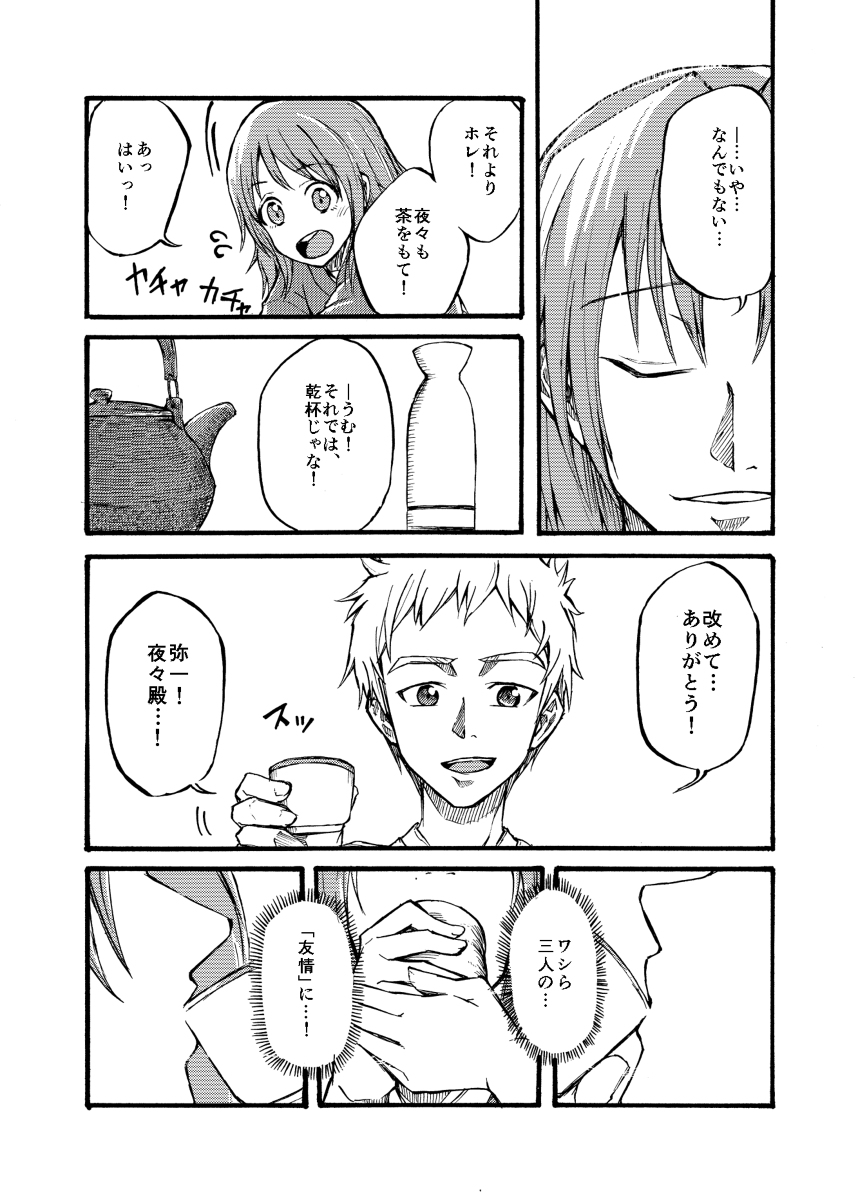 ―…いや…
なんでもない…
それより
ホレ！
夜々も
茶をもて！
あっ
はいっ！
ヤチャ カチャ
―うむ！
それでは、
乾杯じゃな！
改めて…
ありがとう！
スッ
弥一！
夜々殿…！
ワシら
三人の…
「友情」に…！